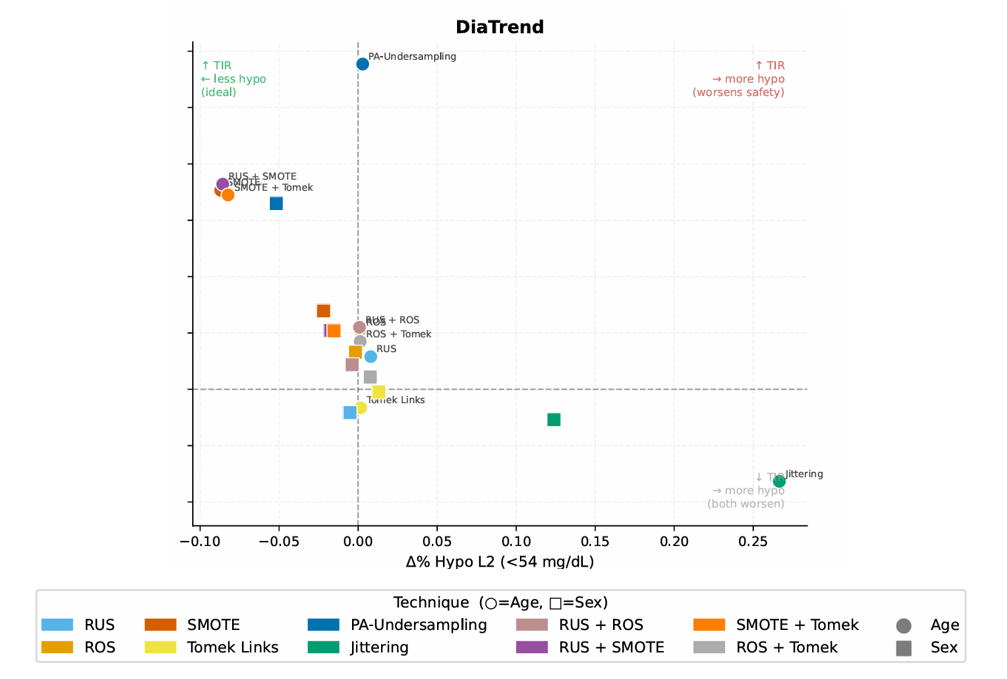 DiaTrend
PA-Undersampling
↑ TIR
← less hypo
(ideal)
↑ TIR
→ more hypo
(worsens safety)
RUS + SMOTE
SMOTE
SMOTE + Tomek
RUS + ROS
ROS
ROS + Tomek
RUS
Tomek Links
Jittering
↓ TIR
→ more hypo
(both worsen)
−0.10 −0.05 0.00 0.05 0.10 0.15 0.20 0.25
Δ% Hypo L2 (<54 mg/dL)
Technique (○=Age, □=Sex)
RUS SMOTE PA-Undersampling RUS + ROS SMOTE + Tomek Age
ROS Tomek Links Jittering RUS + SMOTE ROS + Tomek Sex